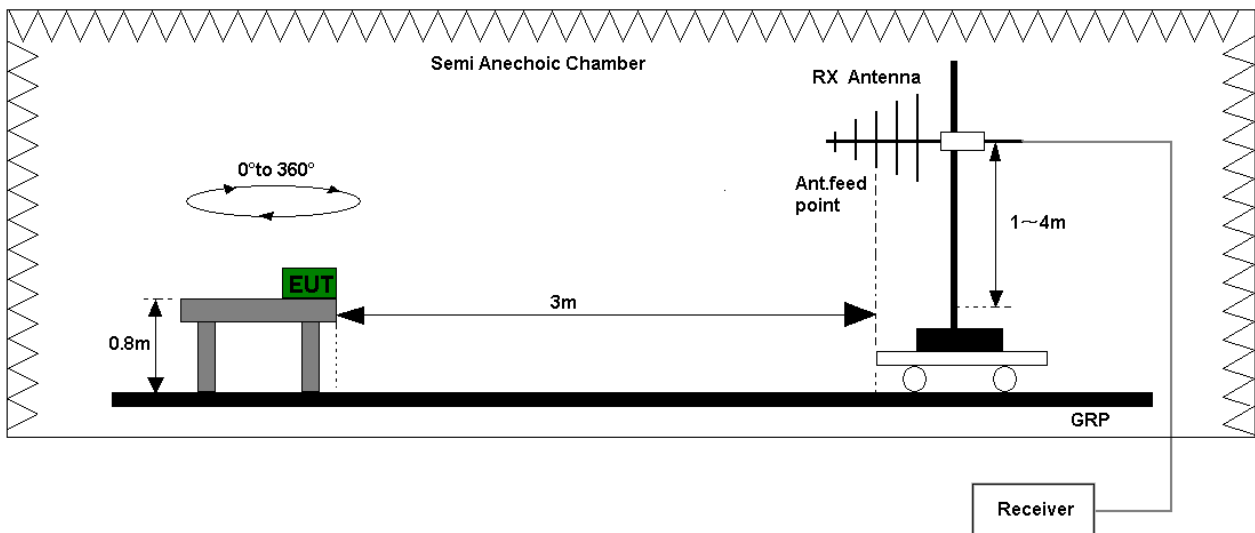 Semi Anechoic Chamber
RX Antenna
0°to 360°
Ant.feed
point
1～4m
EUT
3m
0.8m
GRP
Receiver